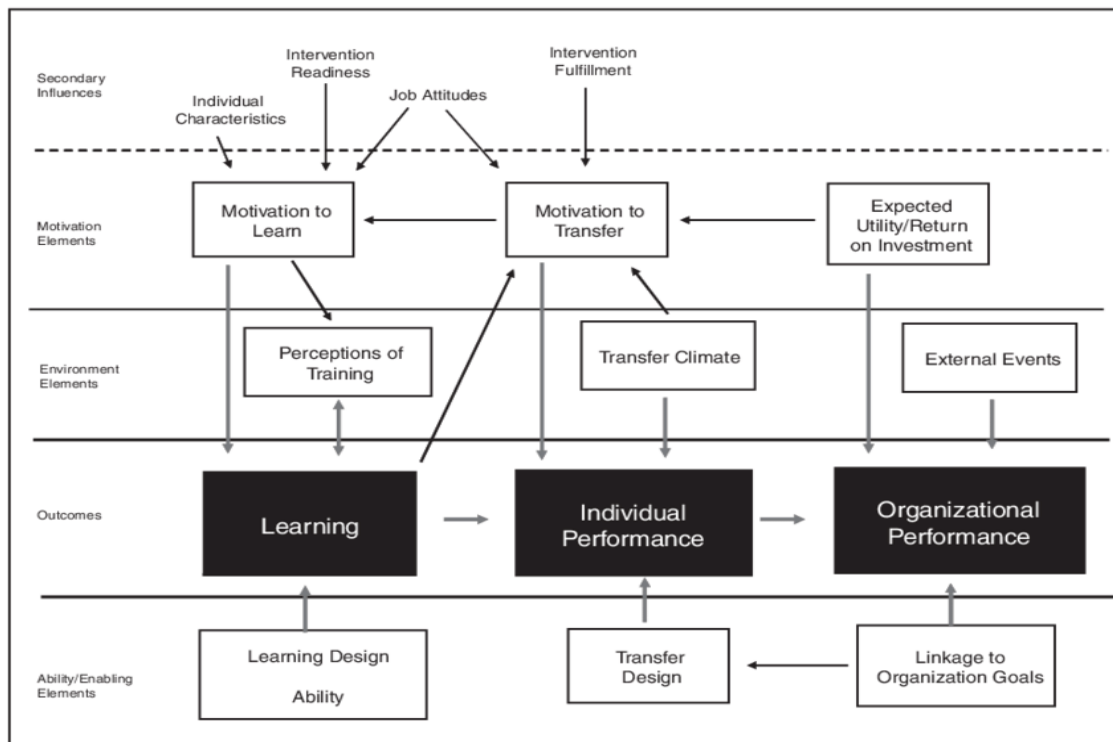 Secondary
Influences
Individual
Characteristics
Intervention
Readiness
Job Attitudes
Intervention
Fulfillment
Motivation
Elements
Motivation to
Learn
Motivation to
Transfer
Expected
Utility/Return
on Investment
Environment
Elements
Perceptions of
Training
Transfer Climate
External Events
Outcomes
Learning
Individual
Performance
Organizational
Performance
Ability/Enabling
Elements
Learning Design
Ability
Transfer
Design
Linkage to
Organization Goals